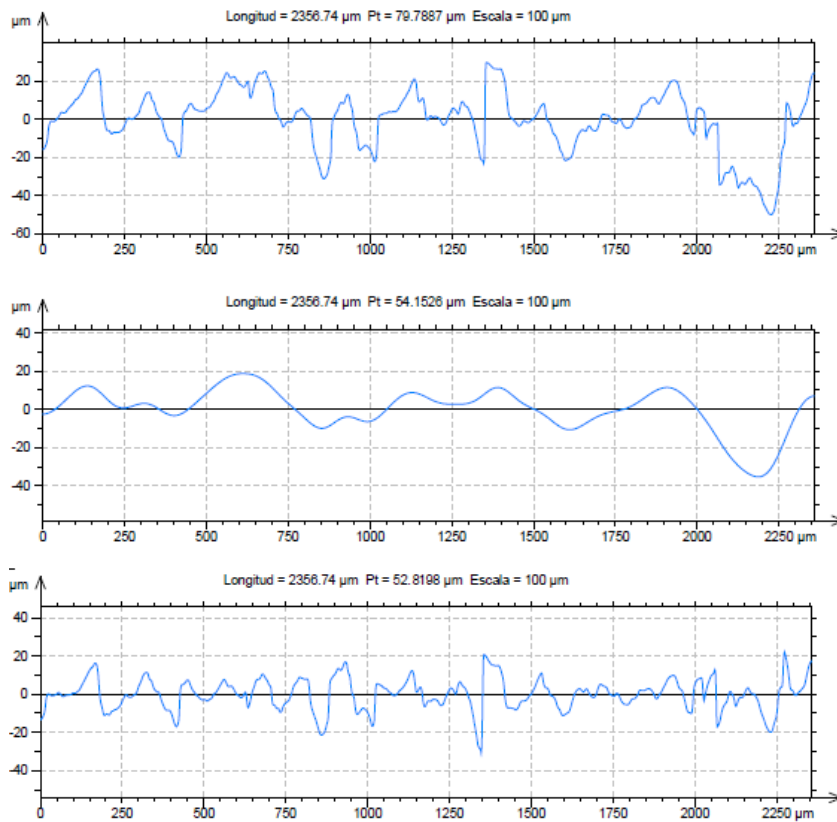 µm
Longitud = 2356.74 µm Pt = 79.7887 µm Escala = 100 µm
20
0
-20
-40
-60
0 250 500 750 1000 1250 1500 1750 2000 2250 µm
µm
Longitud = 2356.74 µm Pt = 54.1526 µm Escala = 100 µm
40
20
0
-20
-40
0 250 500 750 1000 1250 1500 1750 2000 2250 µm
µm
Longitud = 2356.74 µm Pt = 52.8198 µm Escala = 100 µm
40
20
0
-20
-40
0 250 500 750 1000 1250 1500 1750 2000 2250 µm